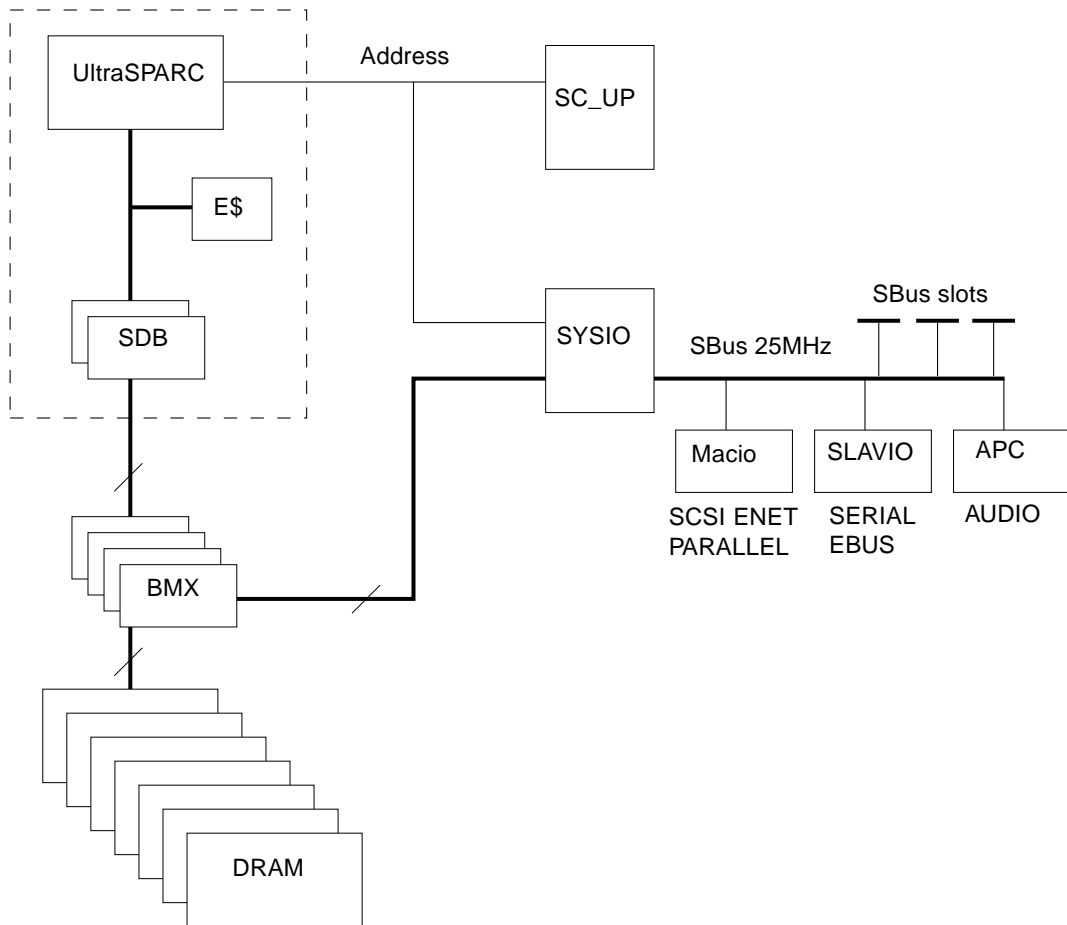 Address
UltraSPARC
SC_UP
E$
SBus slots
SDB
SYSIO
SBus 25MHz
Macio
SLAVIO
APC
SCSI ENET
PARALLEL
SERIAL
EBUS
AUDIO
BMX
DRAM